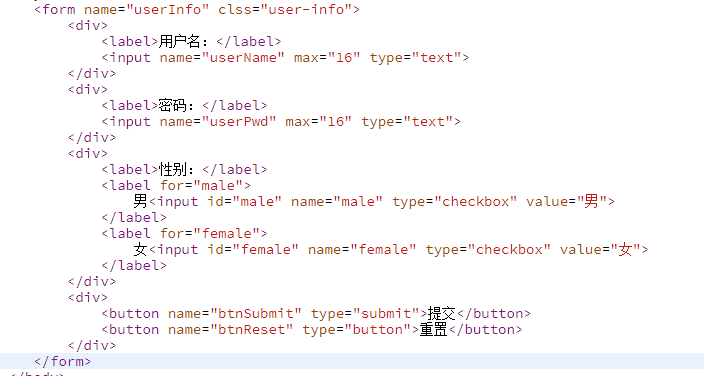 <form name="userInfo" clss="user-info">
<div>
<label>用户名：</label>
<input name="userName" max="16" type="text">
</div>
<div>
<label>密码：</label>
<input name="userPwd" max="16" type="text">
</div>
<div>
<label>性别：</label>
<label for="male">
男<input id="male" name="male" type="checkbox" value="男">
</label>
<label for="female">
女<input id="female" name="female" type="checkbox" value="女">
</label>
</div>
<div>
<button name="btnSubmit" type="submit">提交</button>
<button name="btnReset" type="button">重置</button>
</div>
</form>